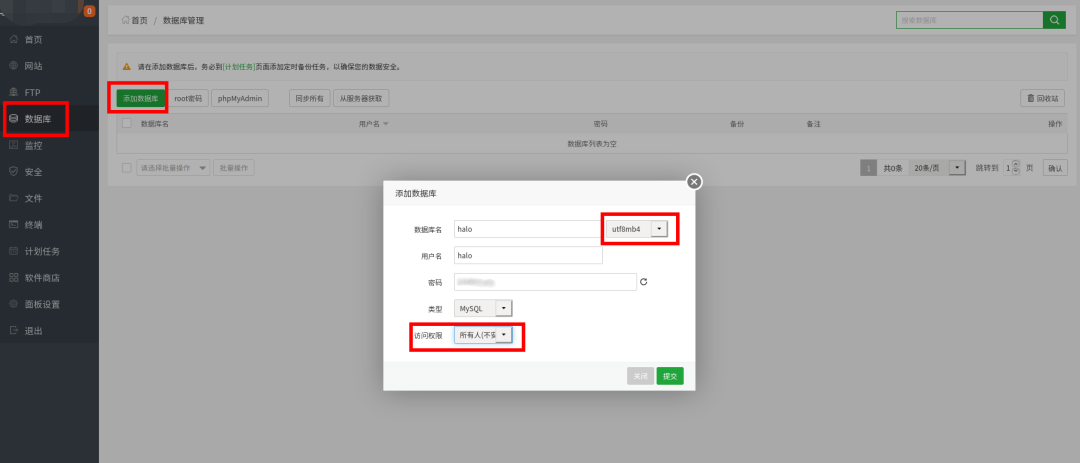 0
首页
网站
FTP
数据库
监控
安全
文件
终端
计划任务
软件商店
面板设置
退出
首页 / 数据库管理
搜索数据库
请在添加数据库后,务必到[计划任务]页面添加定时备份任务,以确保您的数据安全。
添加数据库 root密码 phpMyAdmin 同步所有 从服务器获取 回收站
数据库名 用户名 密码 备份 备注 操作
数据库列表为空
请选择批量操作 批量操作 1 共0条 20条/页 跳转到 1 页 确认
添加数据库
数据库名 halo utf8mb4
用户名 halo
密码
类型 MySQL
访问权限 所有人(不安
关闭 提交